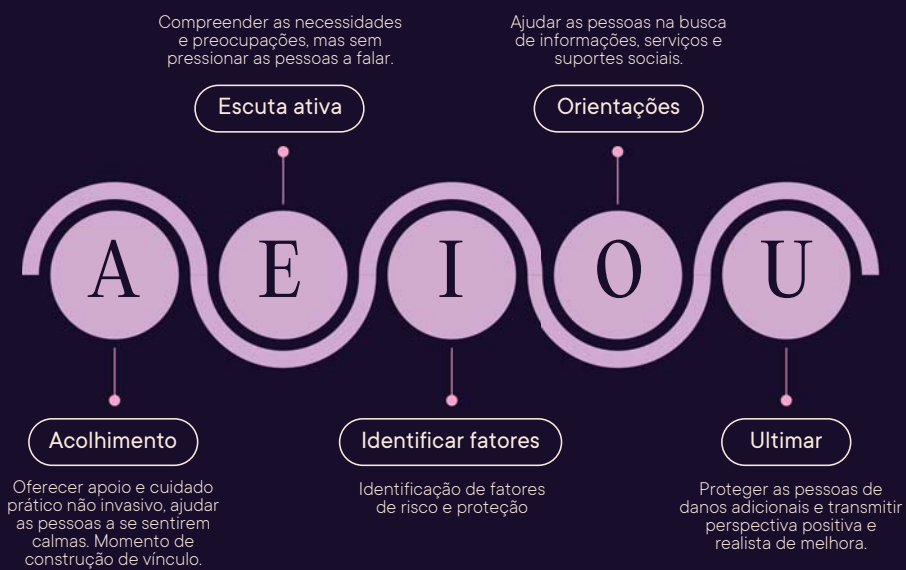 Compreender as necessidades
e preocupações, mas sem
pressionar as pessoas a falar.
Escuta ativa
Ajudar as pessoas na busca
de informações, serviços e
suportes sociais.
Orientações
A E I O U
Acolhimento
Oferecer apoio e cuidado
prático não invasivo, ajudar
as pessoas a se sentirem
calmas. Momento de
construção de vínculo.
Identificar fatores
Identificação de fatores
de risco e proteção
Ultimar
Proteger as pessoas de
danos adicionais e transmitir
perspectiva positiva e
realista de melhora.